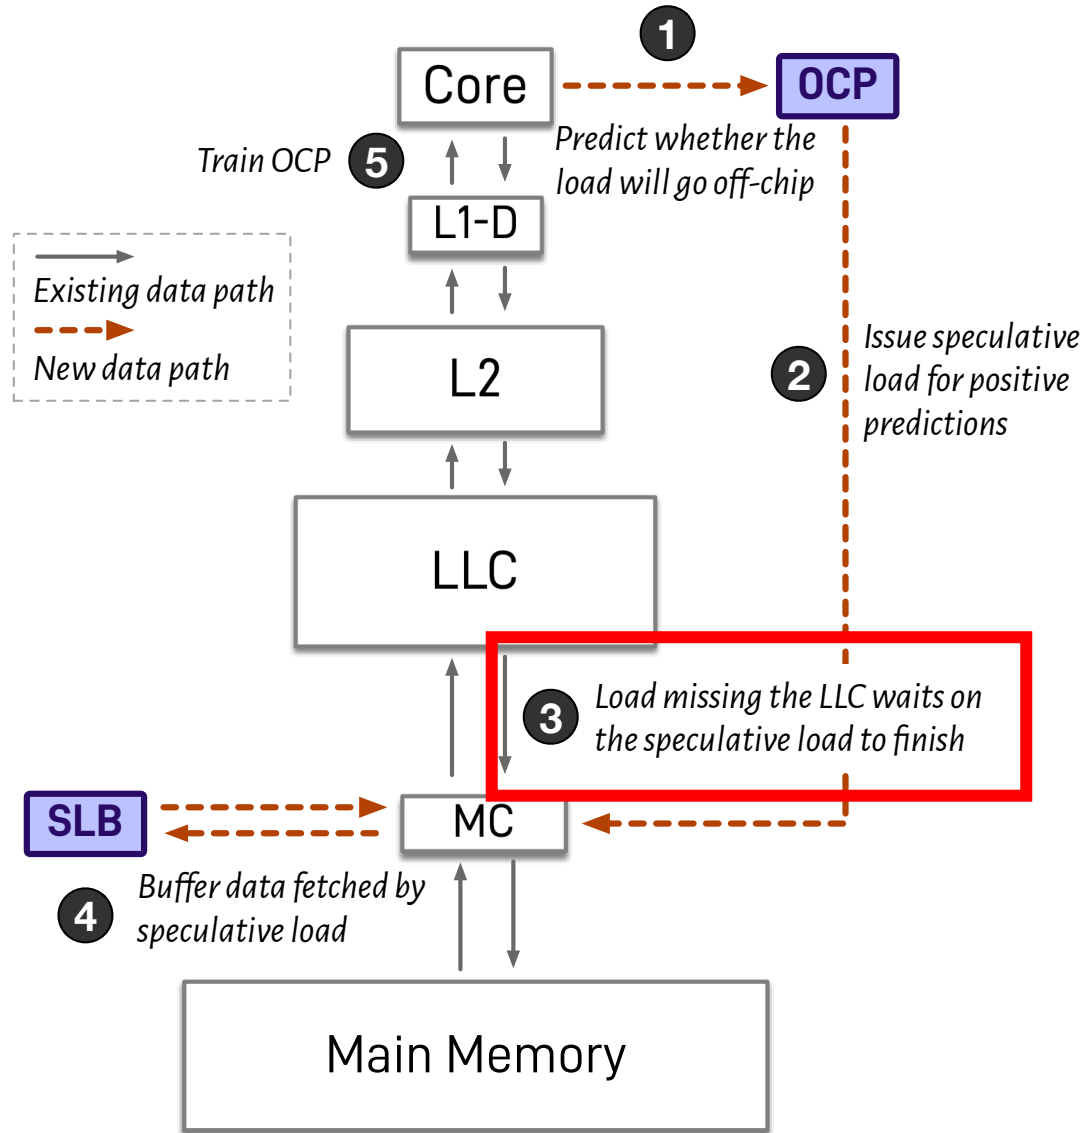 1
Core
OCP
Predict whether the
load will go off-chip
Train OCP
5
L1-D
Existing data path
New data path
L2
2
Issue speculative
load for positive
predictions
LLC
3
Load missing the LLC waits on
the speculative load to finish
SLB
MC
4
Buffer data fetched by
speculative load
Main Memory